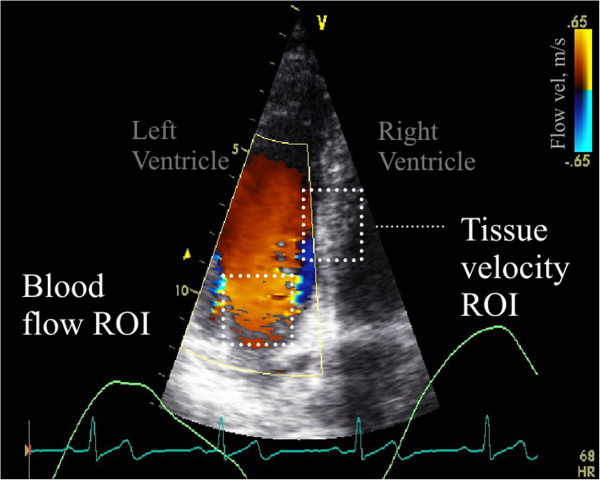 V
.65
Flow vel, m/s
-.65
Left
Ventricle
5
Right
Ventricle
Tissue
velocity
ROI
Blood
flow ROI
10
68
HR